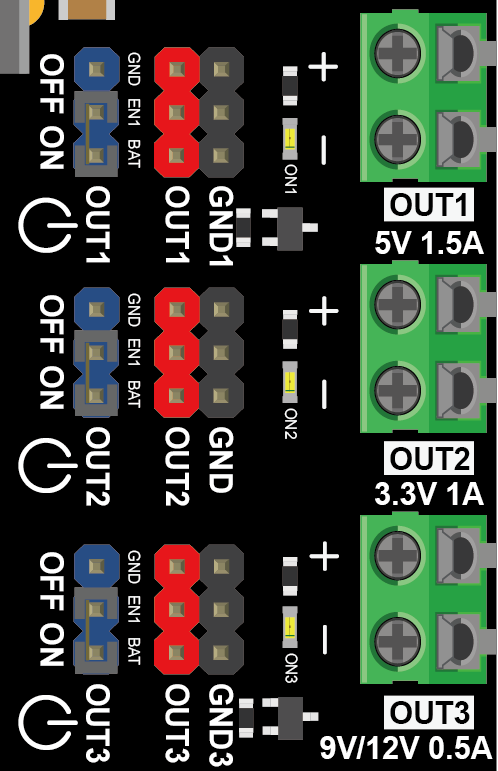 OFF ON
GND
EN1
BAT
+
−
ON1
OUT1
OUT1
GND1
OUT1
5V 1.5A
OFF ON
GND
EN1
BAT
+
−
ON2
OUT2
OUT2
GND
OUT2
3.3V 1A
OFF ON
GND
EN1
BAT
+
−
ON3
OUT3
OUT3
GND3
OUT3
9V/12V 0.5A